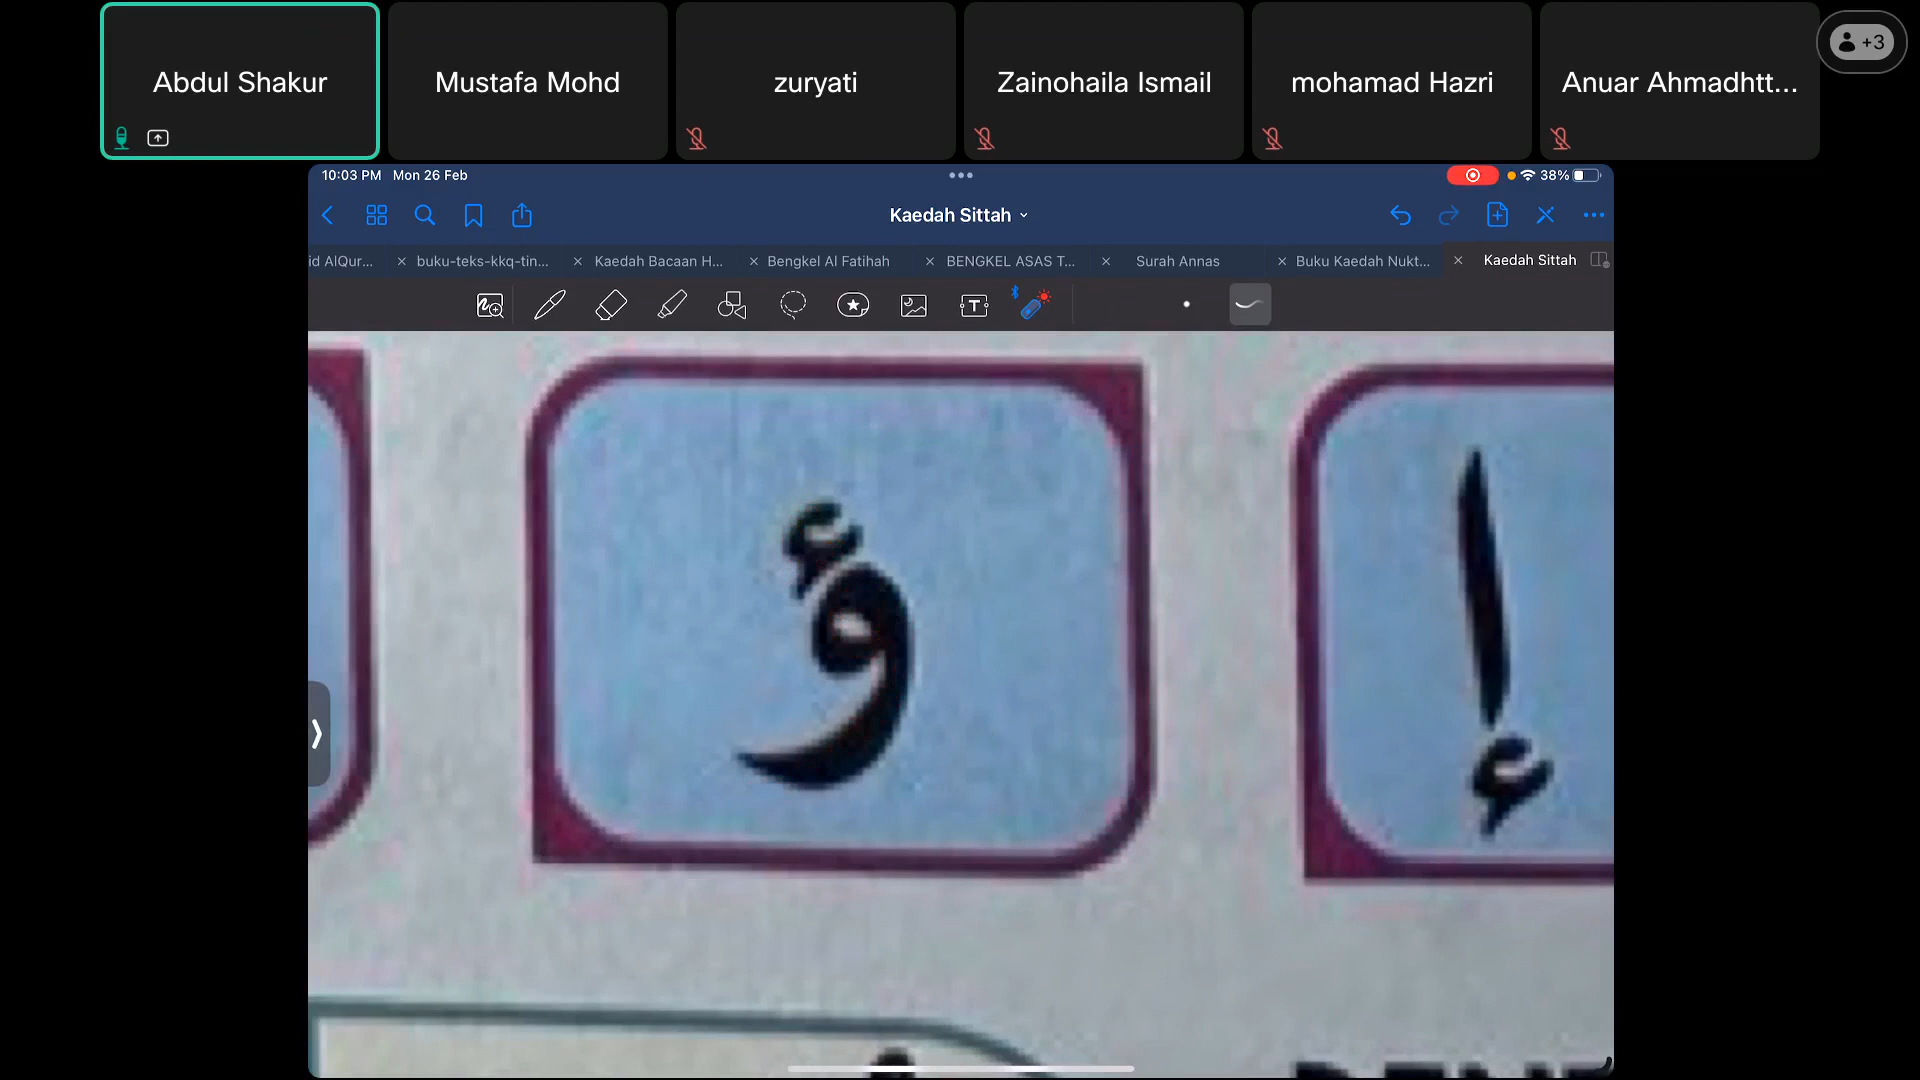 Abdul Shakur
Mustafa Mohd
zuryati
Zainohaila Ismail
mohamad Hazri
Anuar Ahmadhtt...
+3
10:03 PM Mon 26 Feb
38%
Kaedah Sittah
id AlQur...
buku-teks-kkq-tin...
Kaedah Bacaan H...
Bengkel Al Fatihah
BENGKEL ASAS T...
Surah Annas
Buku Kaedah Nukt...
Kaedah Sittah
إ ؤ